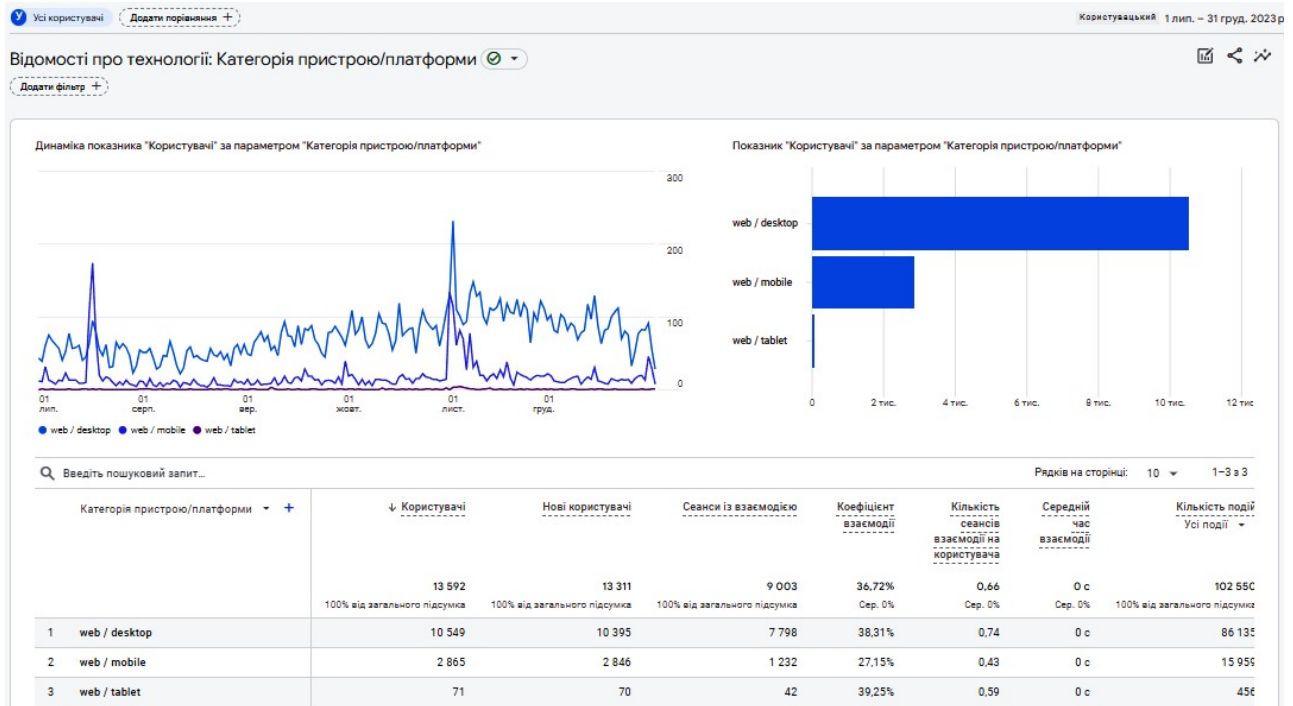 У Усі користувачі Додати порівняння + Користувацький 1 лип. – 31 груд. 2023 р
Відомості про технології: Категорія пристрою/платформи
Додати фільтр +
Динаміка показника "Користувачі" за параметром "Категорія пристрою/платформи"
300
200
100
0
01 лип.
01 серп.
01 вер.
01 жовт.
01 лист.
01 груд.
web / desktop web / mobile web / tablet
Показник "Користувачі" за параметром "Категорія пристрою/платформи"
web / desktop
web / mobile
web / tablet
0 2 тис. 4 тис. 6 тис. 8 тис. 10 тис. 12 тис
Введіть пошуковий запит... Рядків на сторінці: 10 1–3 з 3
Категорія пристрою/платформи +
↓ Користувачі
Нові користувачі
Сеанси із взаємодією
Коефіцієнт
взаємодії
Кількість
сеансів
взаємодії на
користувача
Середній
час
взаємодії
Кількість подій
Усі події
13 592 13 311 9 003 36,72% 0,66 0 с 102 550
100% від загального підсумка 100% від загального підсумка 100% від загального підсумка Сер. 0% Сер. 0% Сер. 0% 100% від загального підсумка
1 web / desktop 10 549 10 395 7 798 38,31% 0,74 0 с 86 135
2 web / mobile 2 865 2 846 1 232 27,15% 0,43 0 с 15 959
3 web / tablet 71 70 42 39,25% 0,59 0 с 456